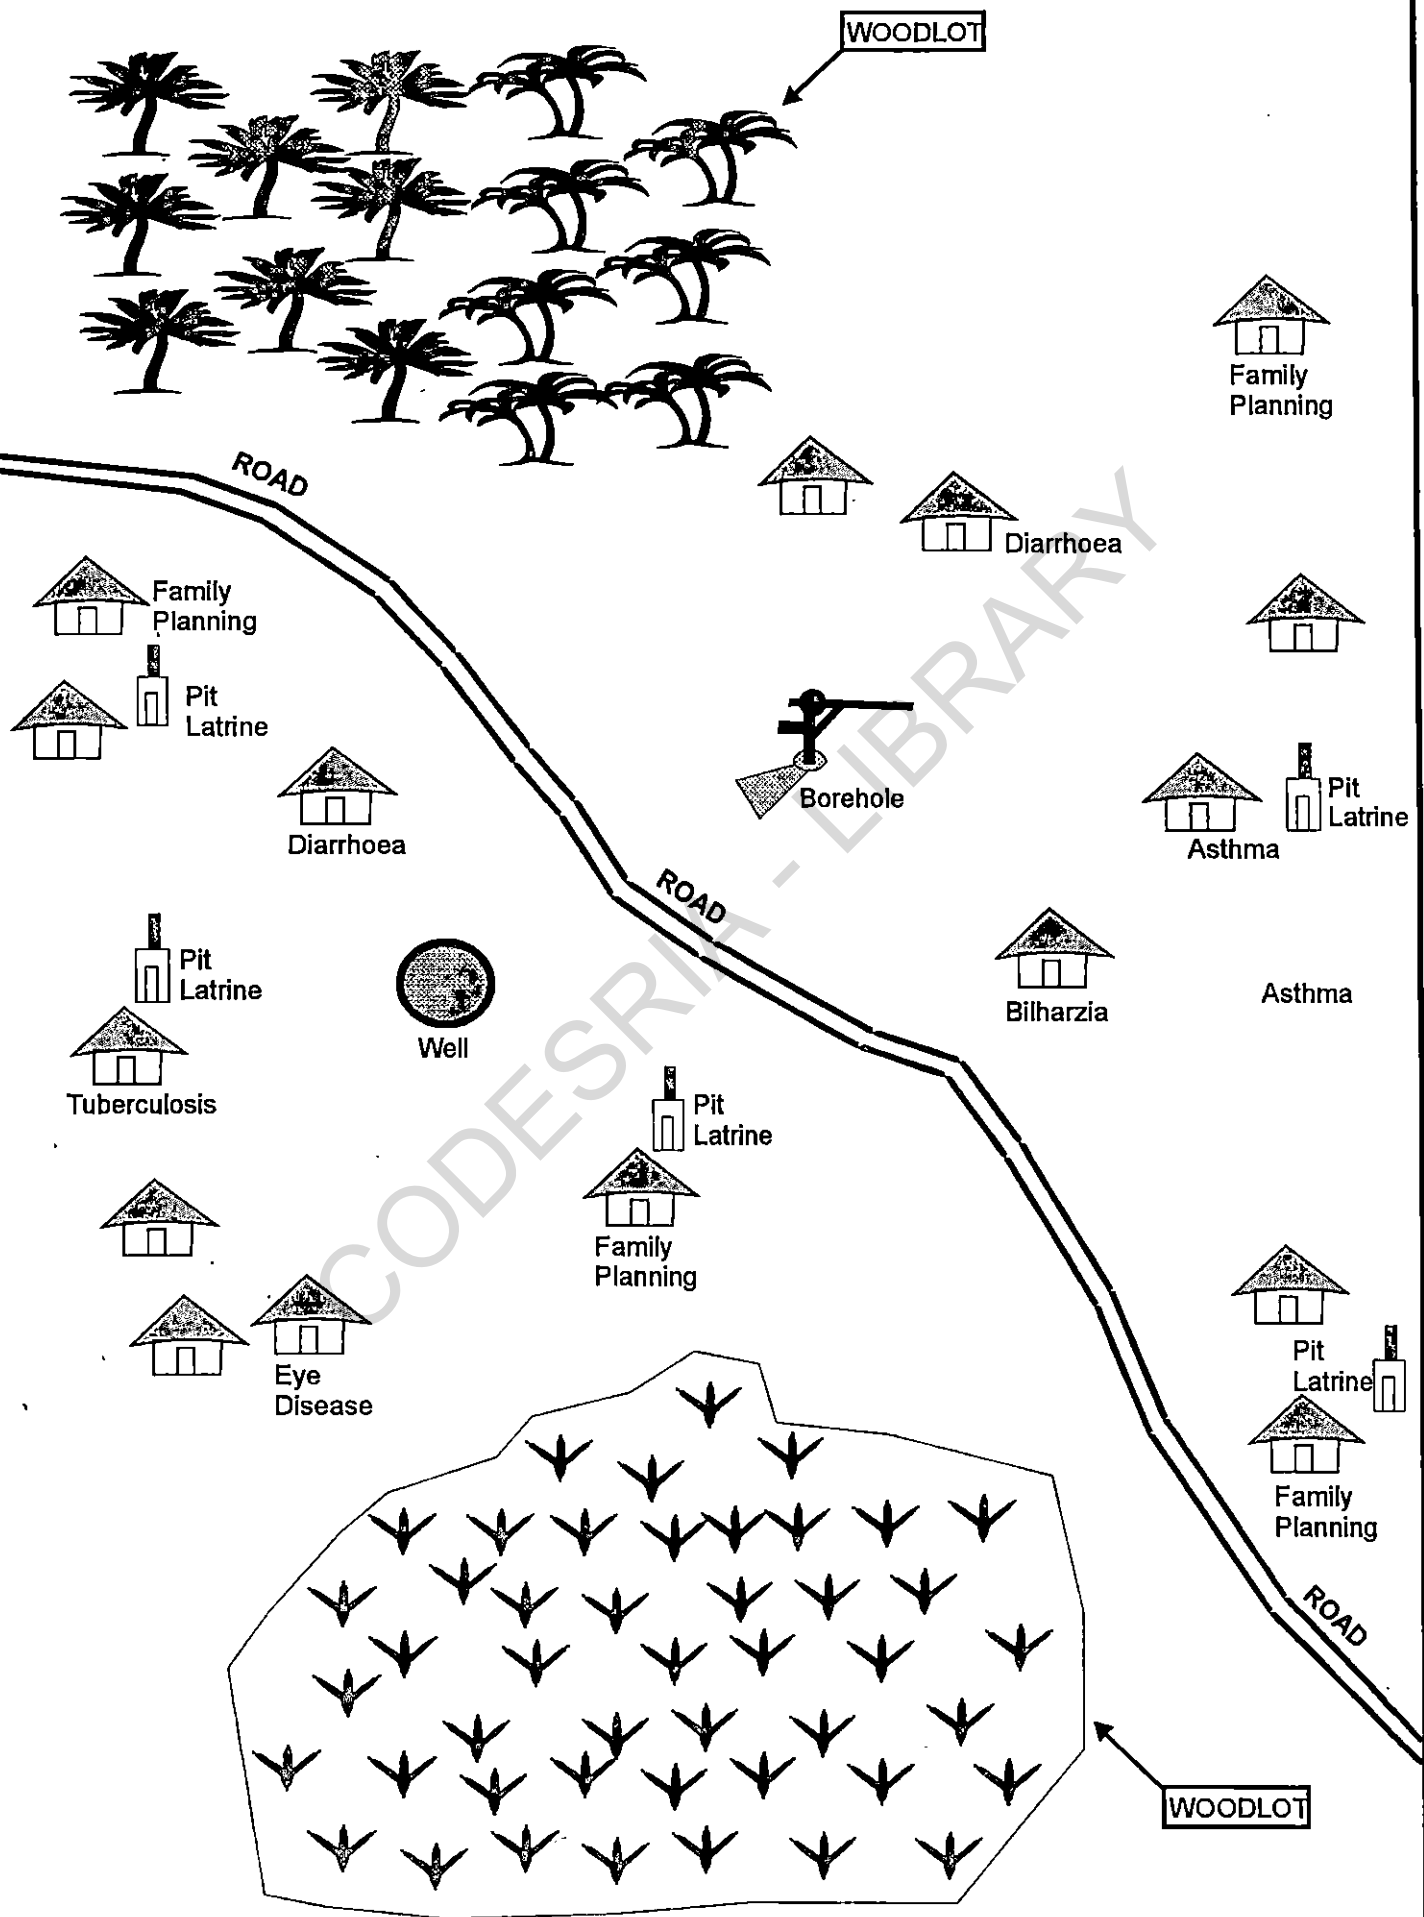 WOODLOT
Family
Planning
ROAD
Diarrhoea
Family
Planning
Pit
Latrine
Borehole
Pit
Latrine
Diarrhoea
Asthma
ROAD
Pit
Latrine
Bilharzia
Asthma
Well
Tuberculosis
Pit
Latrine
Family
Planning
Eye
Disease
Pit
Latrine
Family
Planning
ROAD
WOODLOT
CODESRIA - LIBRARY